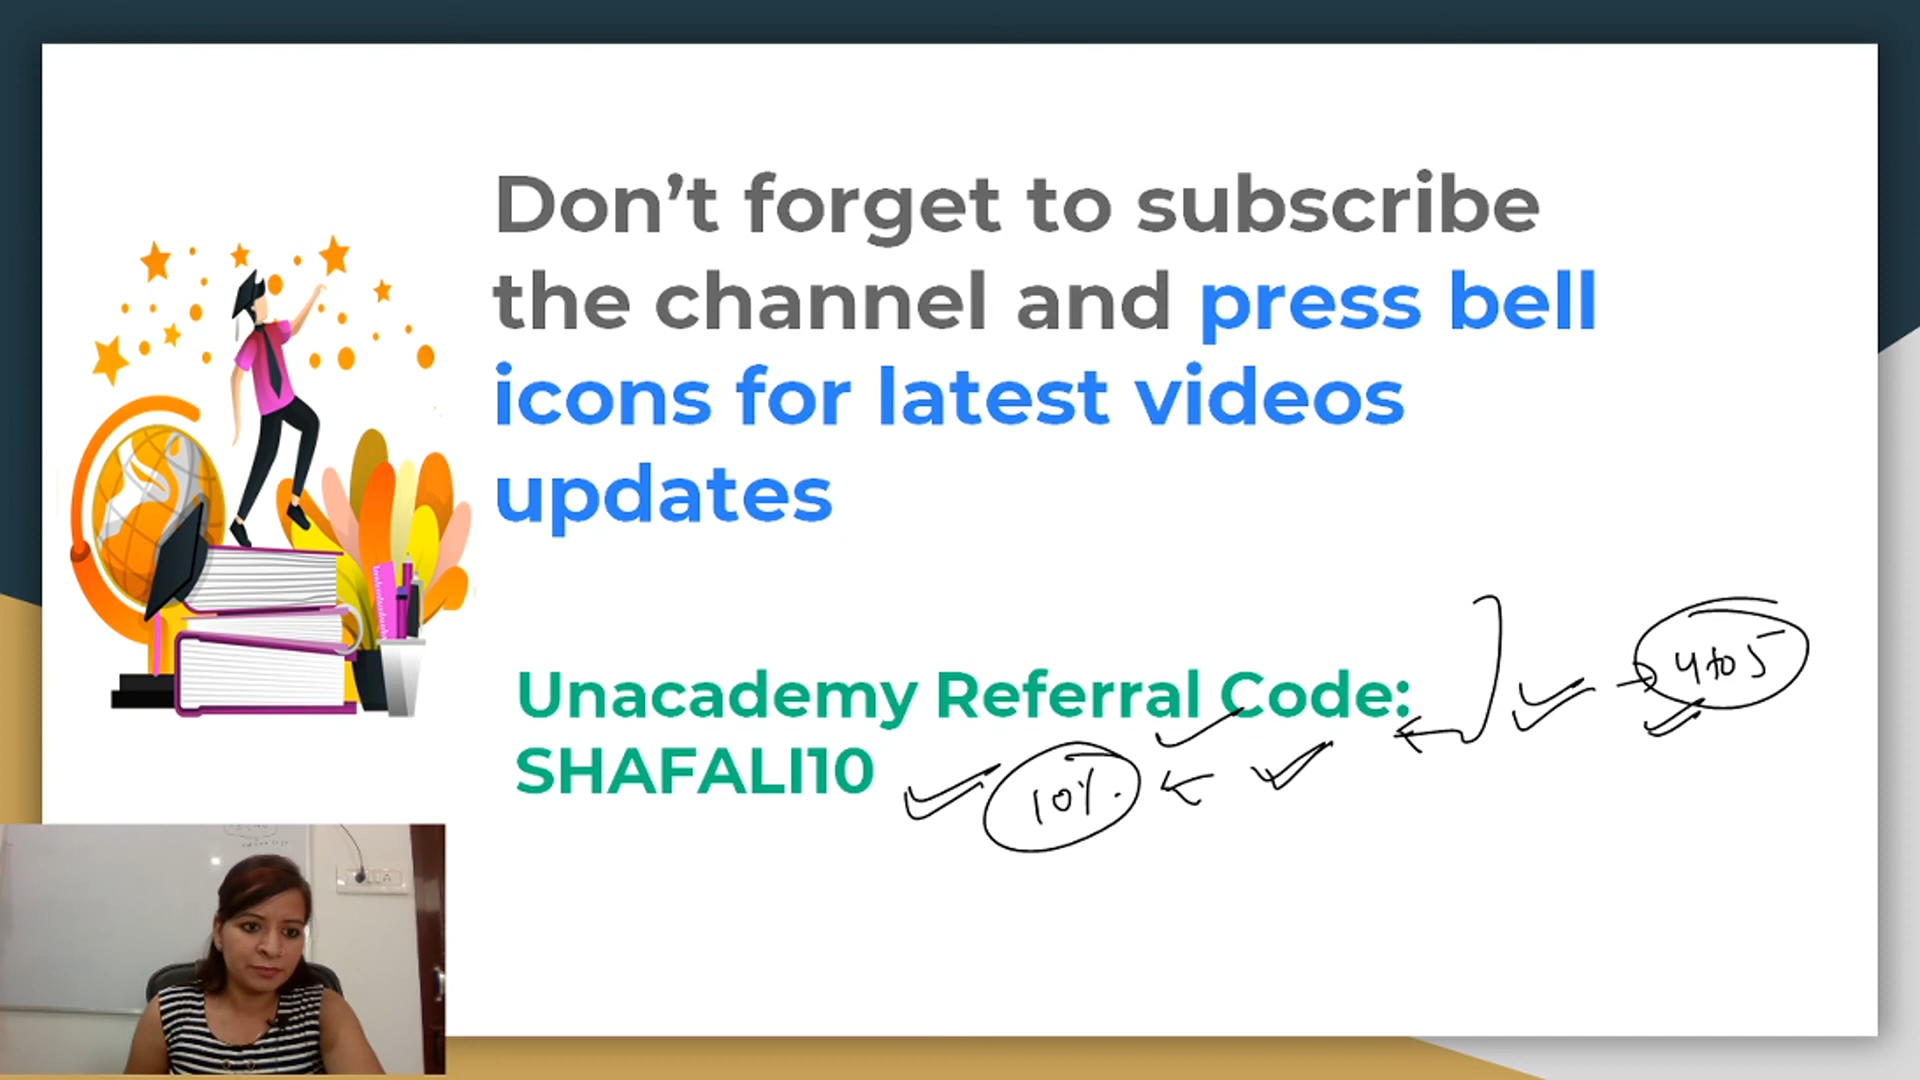 Don’t forget to subscribe
the channel and press bell
icons for latest videos
updates
4 to 5
Unacademy Referral Code:
SHAFALI10
10%.